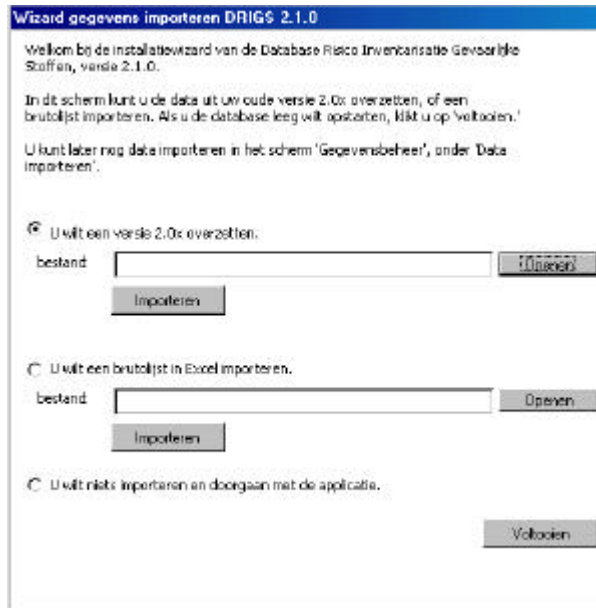 Wizard gegevens importeren DRIGS 2.1.0
Welkom bij de installatiewizard van de Database Risico Inventarisatie Gevaarlijke
Stoffen, versie 2.1.0.
In dit scherm kunt u de data uit uw oude versie 2.0x overzetten, of een
brutolijst importeren. Als u de database leeg wilt opstarten, klikt u op 'voltooien.'
U kunt later nog data importeren in het scherm 'Gegevensbeheer', onder 'Data
importeren'.
U wilt een versie 2.0x overzetten.
bestand Openen
Importeren
U wilt een brutolijst in Excel importeren.
bestand Openen
Importeren
U wilt niets importeren en doorgaan met de applicatie.
Voltooien